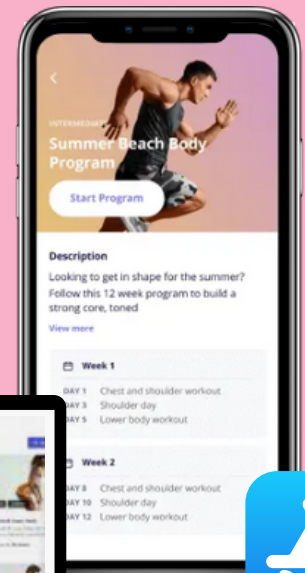 INTERMEDIATE
Summer Beach Body
Program
Start Program
Description
Looking to get in shape for the summer?
Follow this 12 week program to build a
strong core, toned
View more
Week 1
DAY 1 Chest and shoulder workout
DAY 3 Shoulder day
DAY 5 Lower body workout
Week 2
DAY 8 Chest and shoulder workout
DAY 10 Shoulder day
DAY 12 Lower body workout